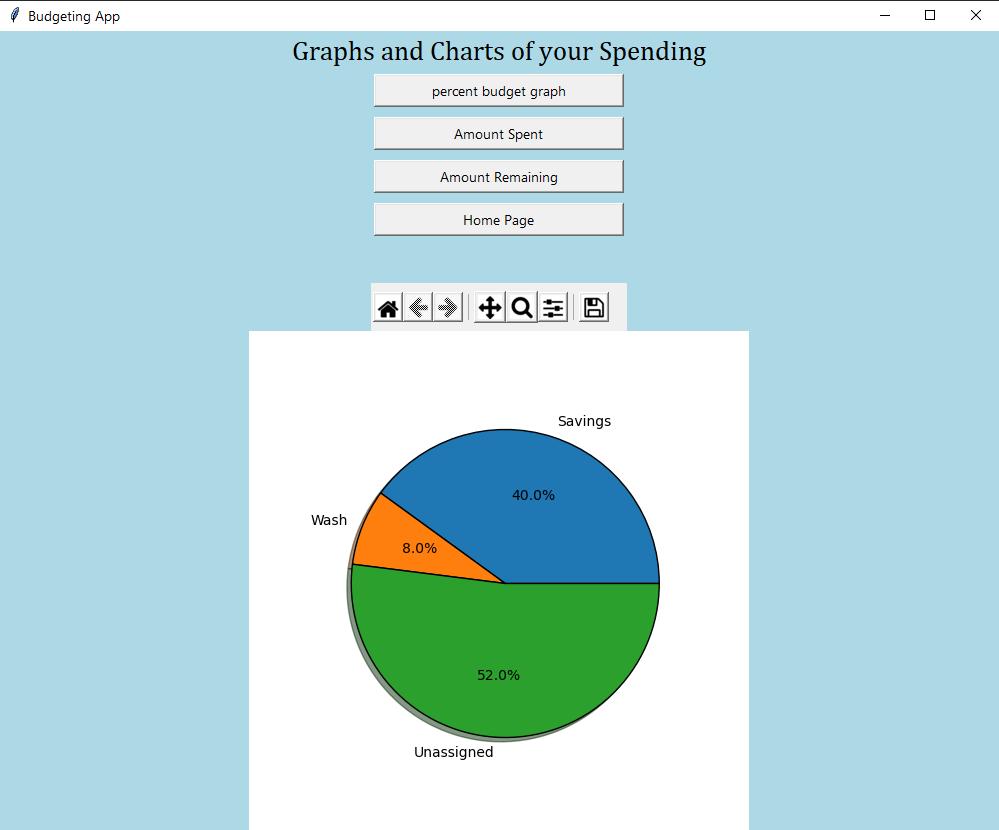 Budgeting App
Graphs and Charts of your Spending
percent budget graph
Amount Spent
Amount Remaining
Home Page
Savings
40.0%
Wash
8.0%
52.0%
Unassigned